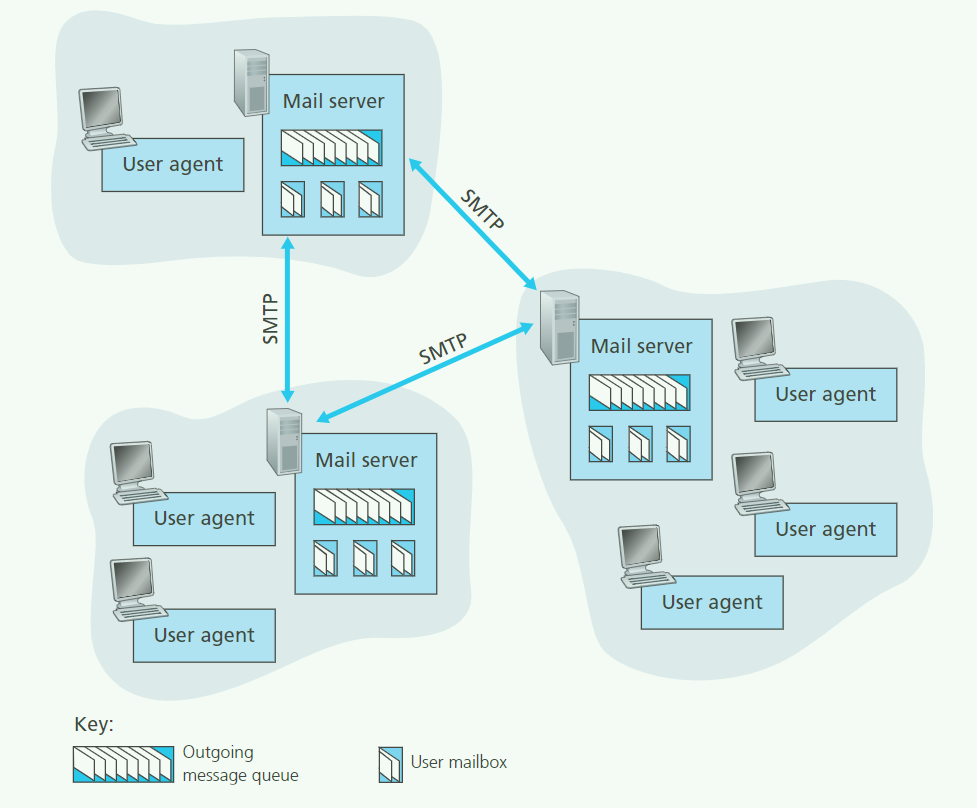 Mail server
User agent
SMTP
SMTP
SMTP
Mail server
User agent
User agent
User agent
Mail server
User agent
User agent
Key:
Outgoing
message queue
User mailbox